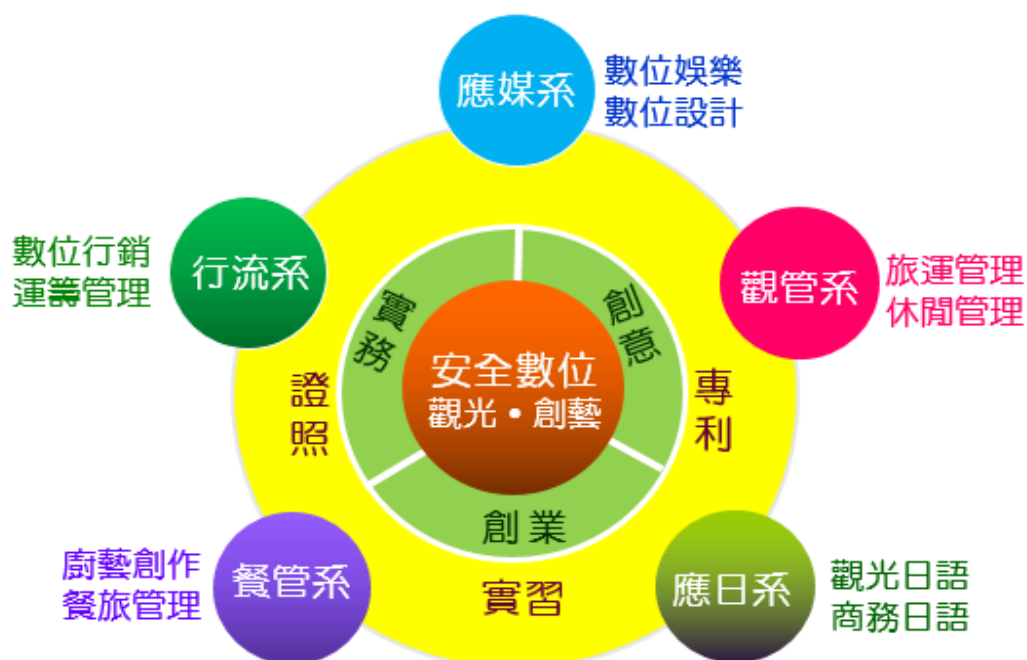 應媒系
數位娛樂
數位設計
數位行銷
運籌管理
行流系
觀管系
旅運管理
休閒管理
實務
創意
安全數位
觀光•創藝
證照
專利
創業
實習
廚藝創作
餐旅管理
餐管系
應日系
觀光日語
商務日語